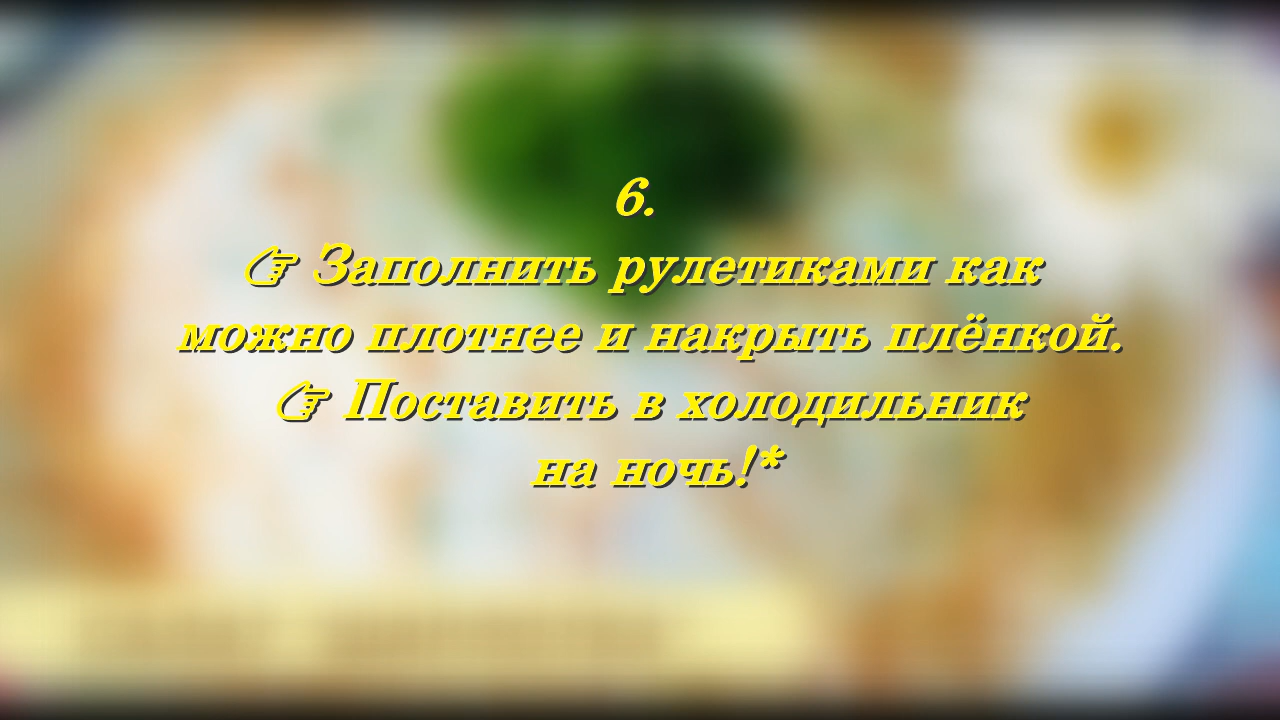 6.
👉 Заполнить рулетиками как
можно плотнее и накрыть плёнкой.
👉 Поставить в холодильник
на ночь!*